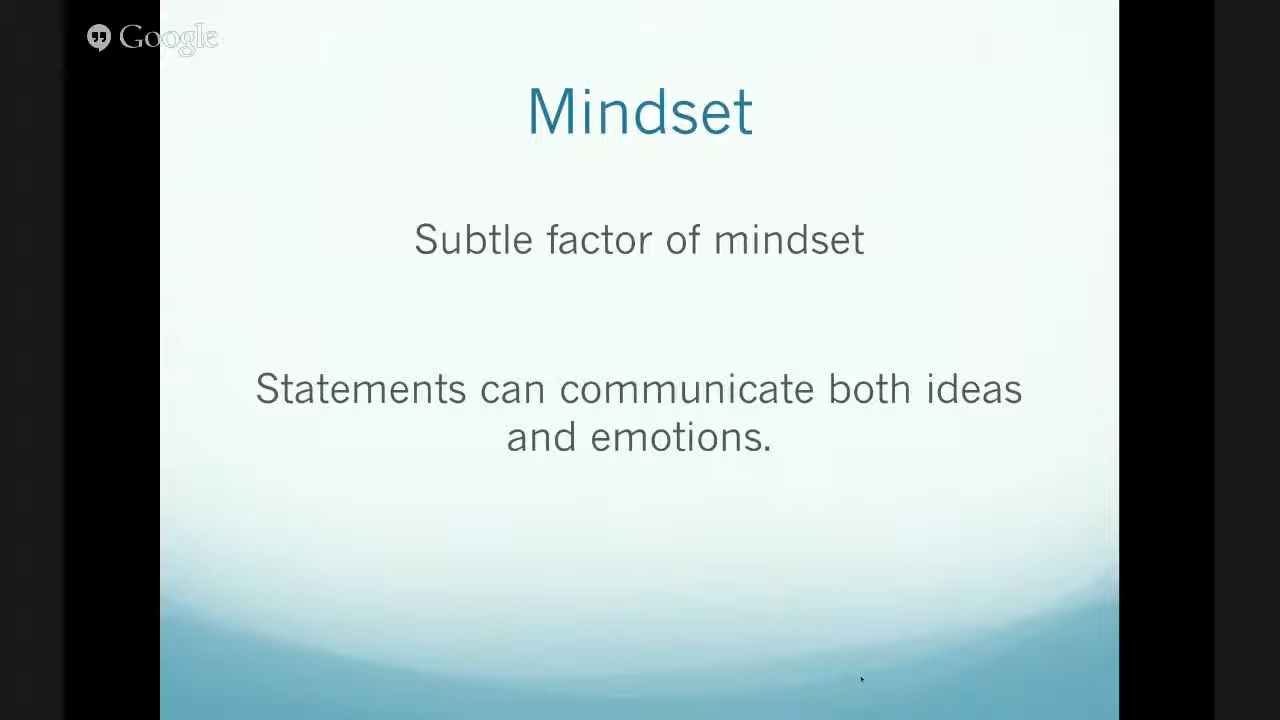 Google
Mindset
Subtle factor of mindset
Statements can communicate both ideas
and emotions.